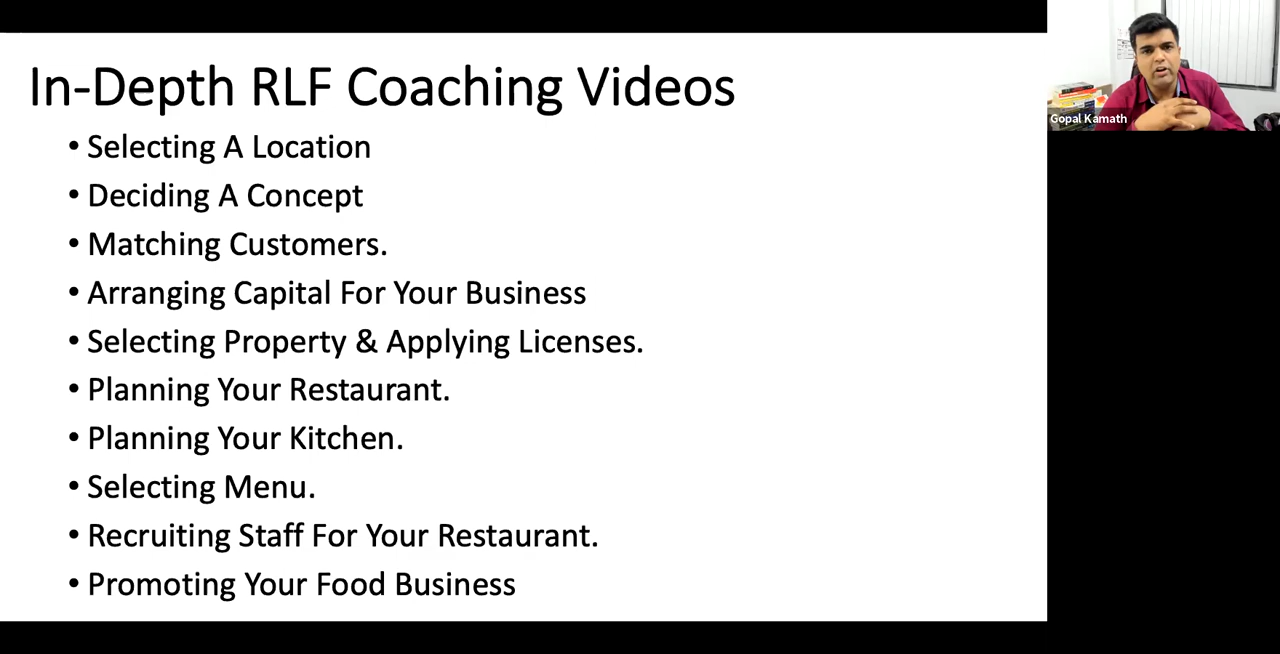 In-Depth RLF Coaching Videos
• Selecting A Location
• Deciding A Concept
• Matching Customers.
• Arranging Capital For Your Business
• Selecting Property & Applying Licenses.
• Planning Your Restaurant.
• Planning Your Kitchen.
• Selecting Menu.
• Recruiting Staff For Your Restaurant.
• Promoting Your Food Business
Gopal Kamath